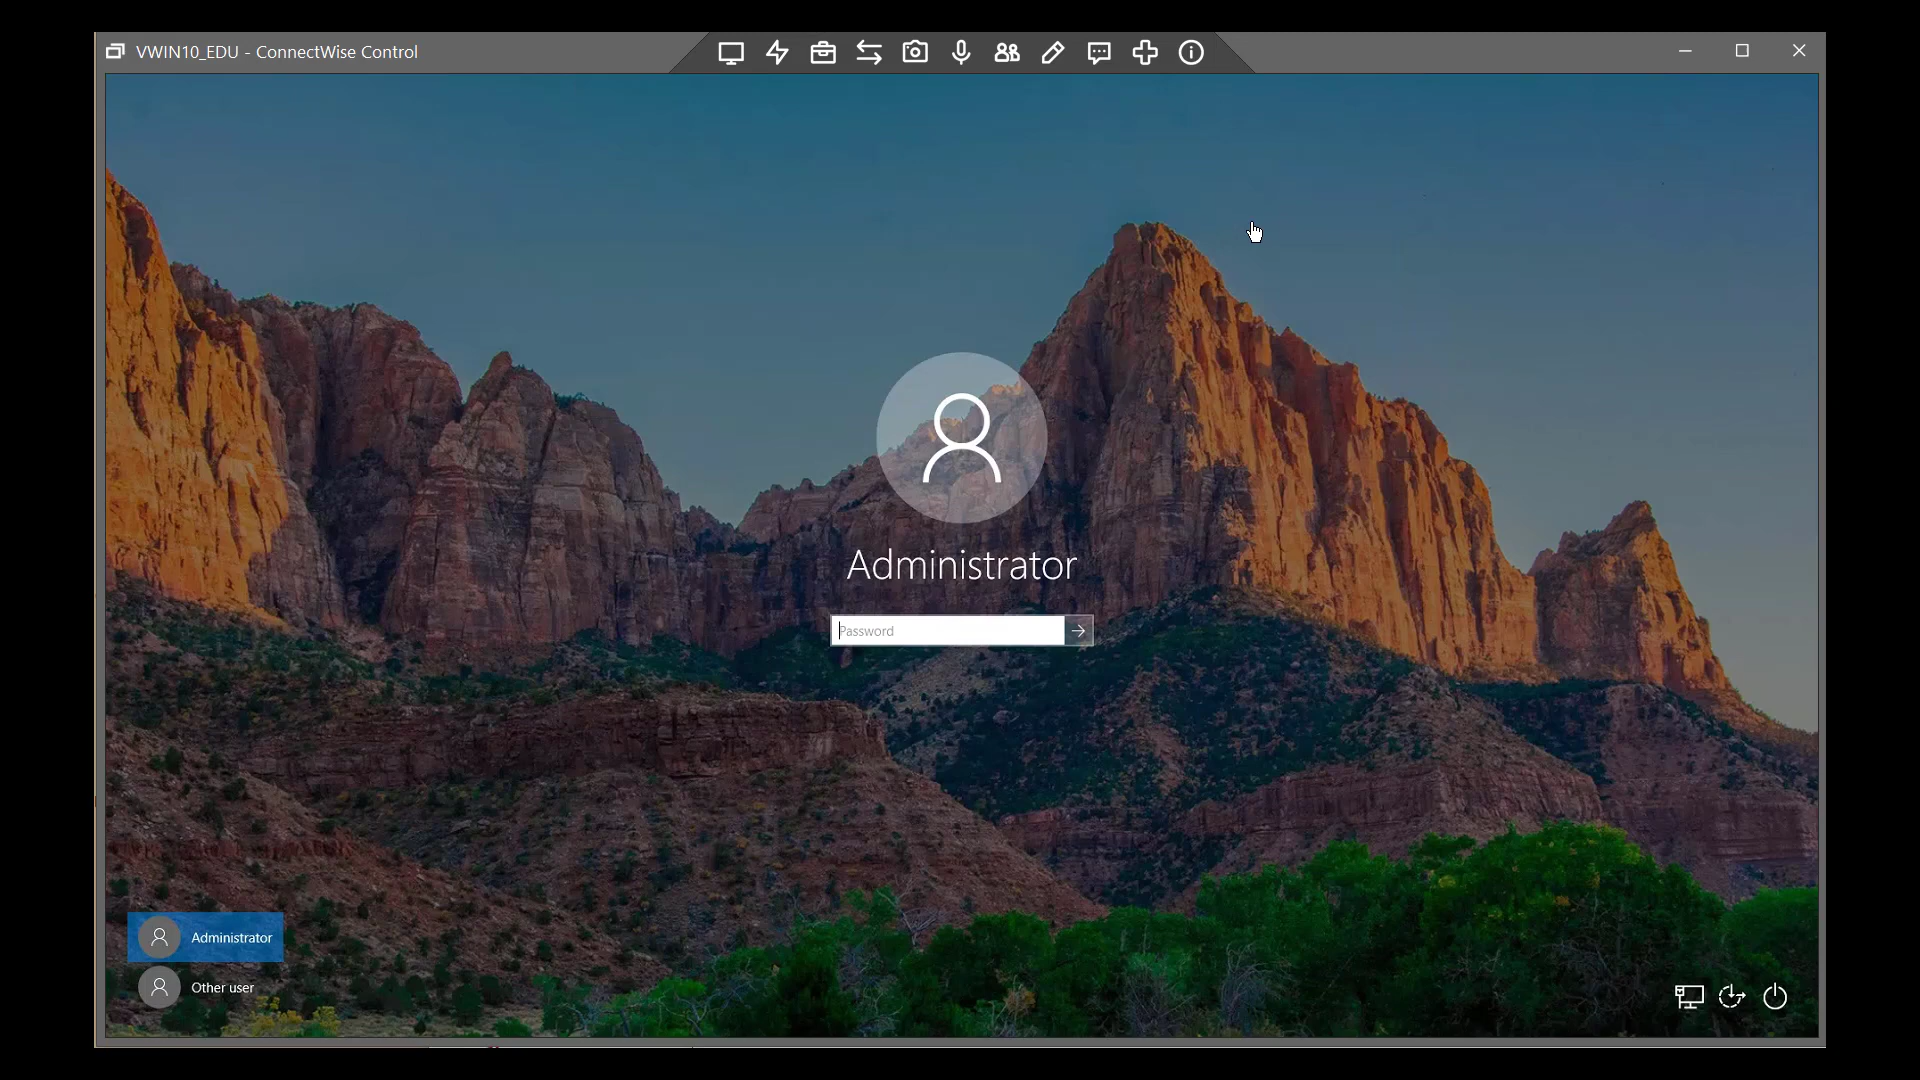 VWIN10_EDU - ConnectWise Control
Administrator
Password
Administrator
Other user